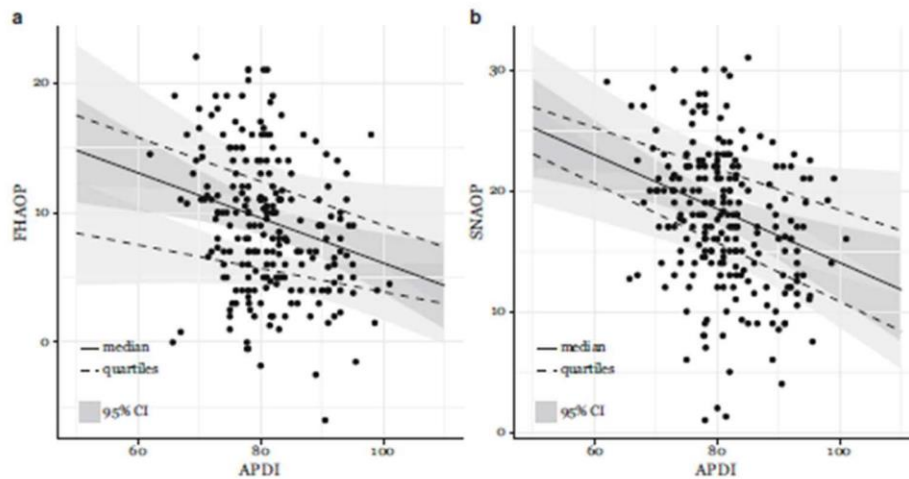 a
FHAOP
20
10
0
60
80
100
APDI
median
quartiles
95% CI
b
SNAOP
30
20
10
0
60
80
100
APDI
median
quartiles
95% CI